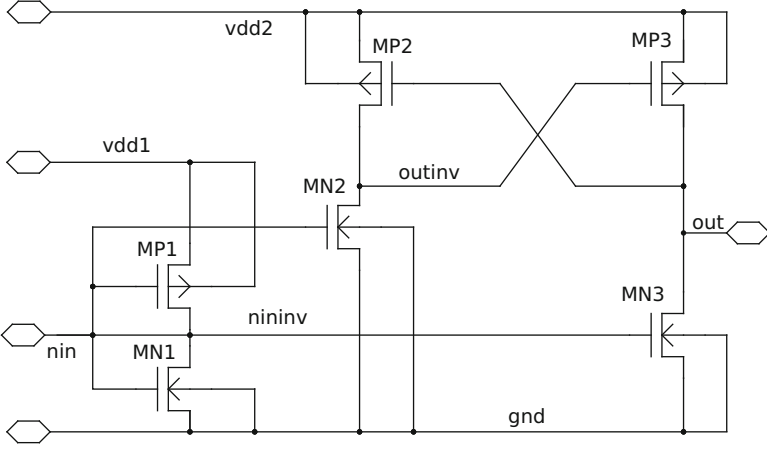 vdd2
MP2
MP3
vdd1
outinv
MN2
out
MP1
MN3
nininv
nin
MN1
gnd